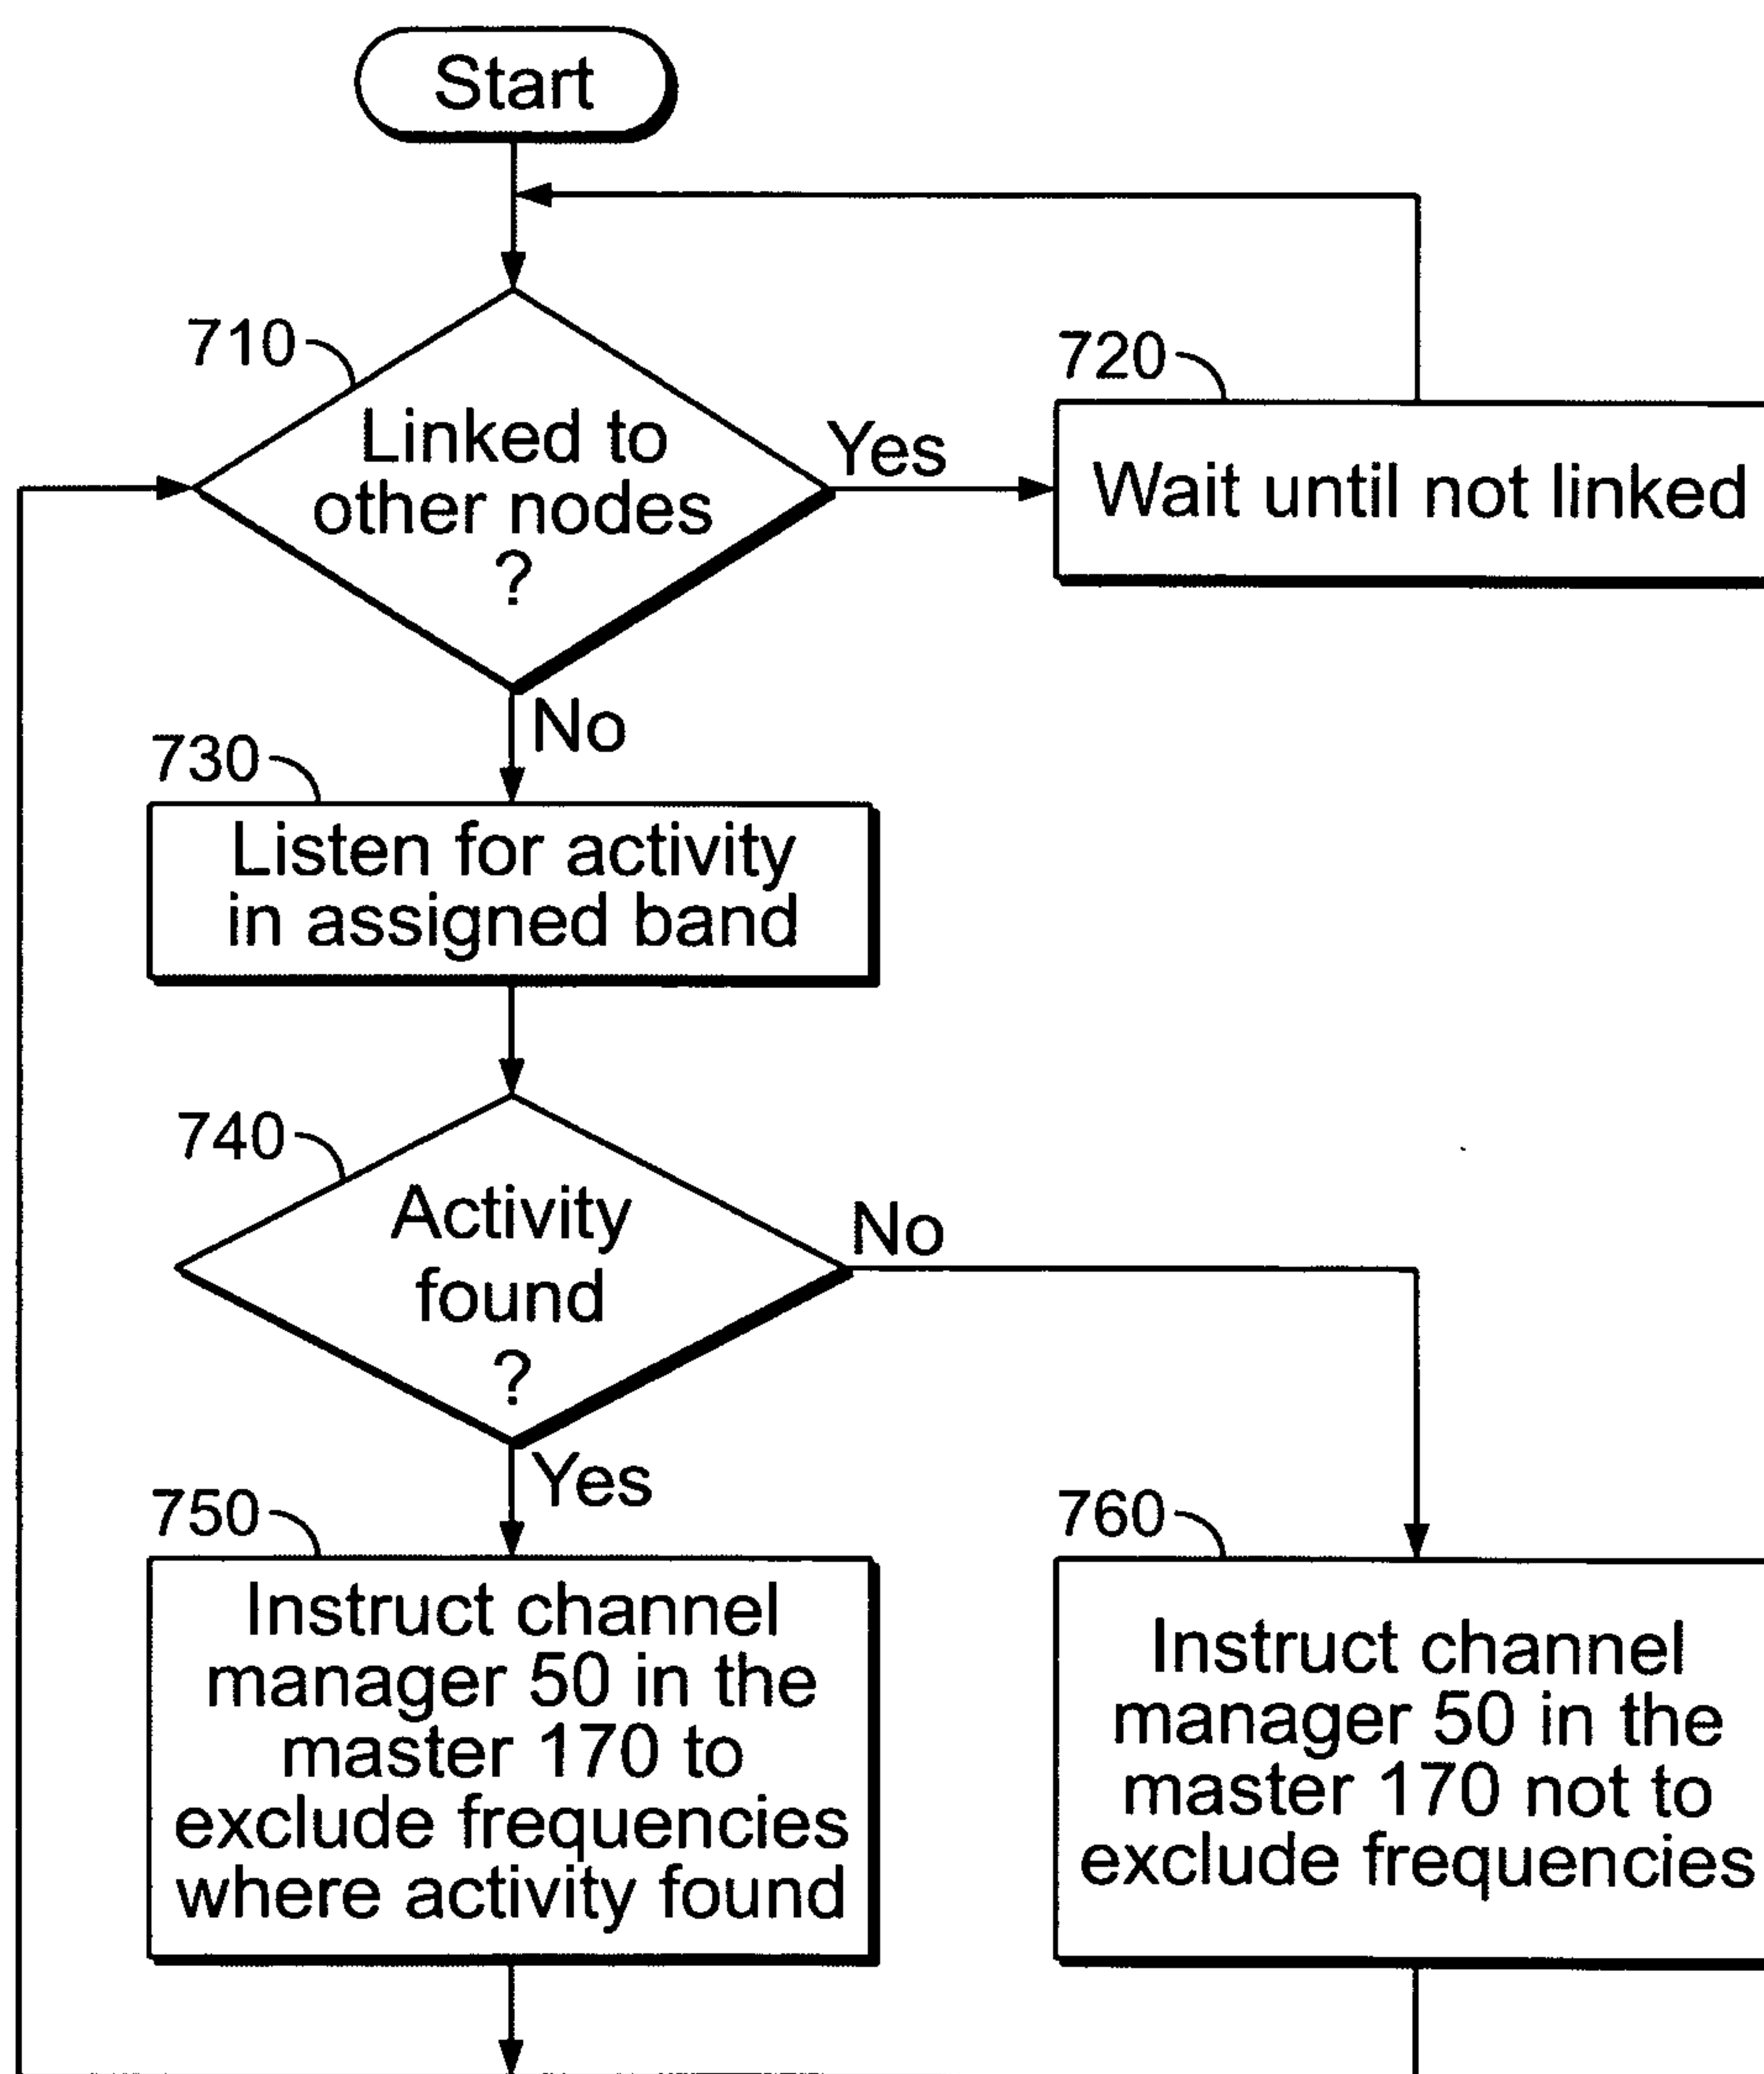 Start
710
Linked to
other nodes
?
Yes
720
Wait until not linked
No
730
Listen for activity
in assigned band
740
Activity
found
?
No
Yes
750
Instruct channel
manager 50 in the
master 170 to
exclude frequencies
where activity found
760
Instruct channel
manager 50 in the
master 170 not to
exclude frequencies